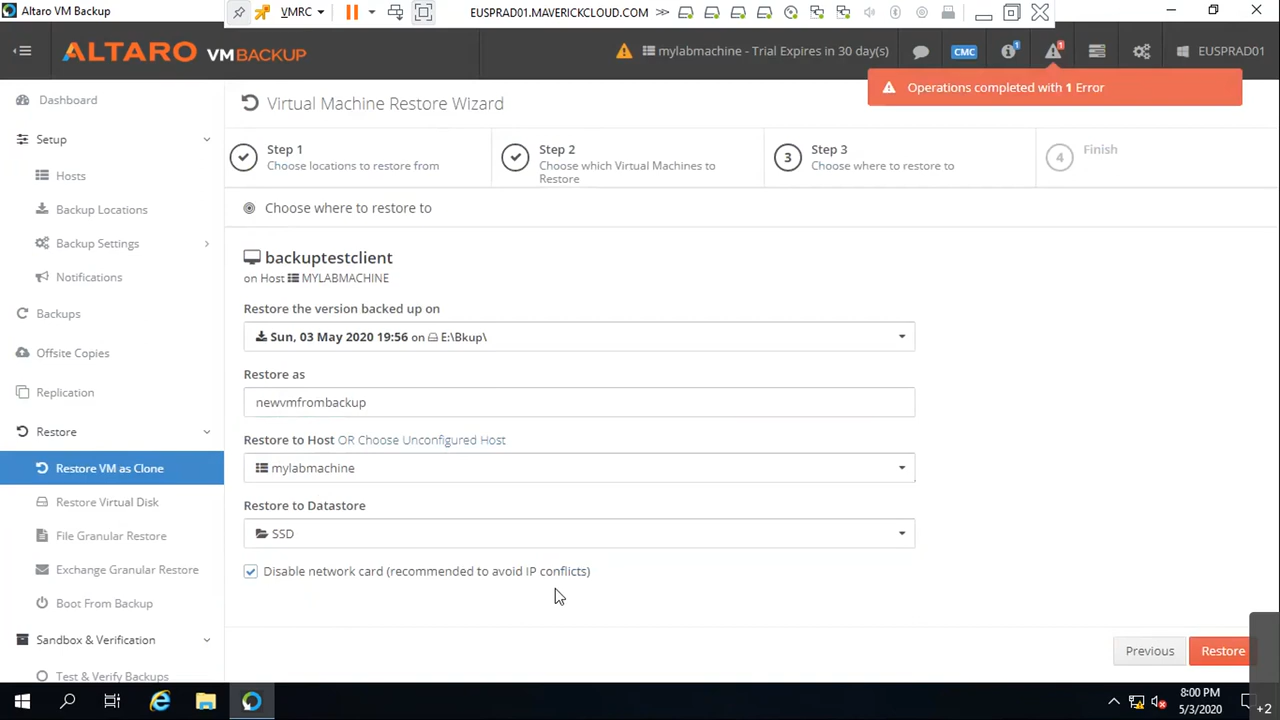 Altaro VM Backup
VMRC
EUSPRAD01.MAVERICKCLOUD.COM
ALTARO VMBACKUP
mylabmachine - Trial Expires in 30 day(s)
CMC
1
1
EUSPRAD01
Operations completed with 1 Error
Dashboard
Setup
Hosts
Backup Locations
Backup Settings
Notifications
Backups
Offsite Copies
Replication
Restore
Restore VM as Clone
Restore Virtual Disk
File Granular Restore
Exchange Granular Restore
Boot From Backup
Sandbox & Verification
Test & Verify Backups
Virtual Machine Restore Wizard
Step 1
Choose locations to restore from
Step 2
Choose which Virtual Machines to
Restore
3
Step 3
Choose where to restore to
4
Finish
Choose where to restore to
backuptestclient
on Host MYLABMACHINE
Restore the version backed up on
Sun, 03 May 2020 19:56 on E:\Bkup\
Restore as
newvmfrombackup
Restore to Host OR Choose Unconfigured Host
mylabmachine
Restore to Datastore
SSD
Disable network card (recommended to avoid IP conflicts)
Previous
Restore
8:00 PM
5/3/2020
+2